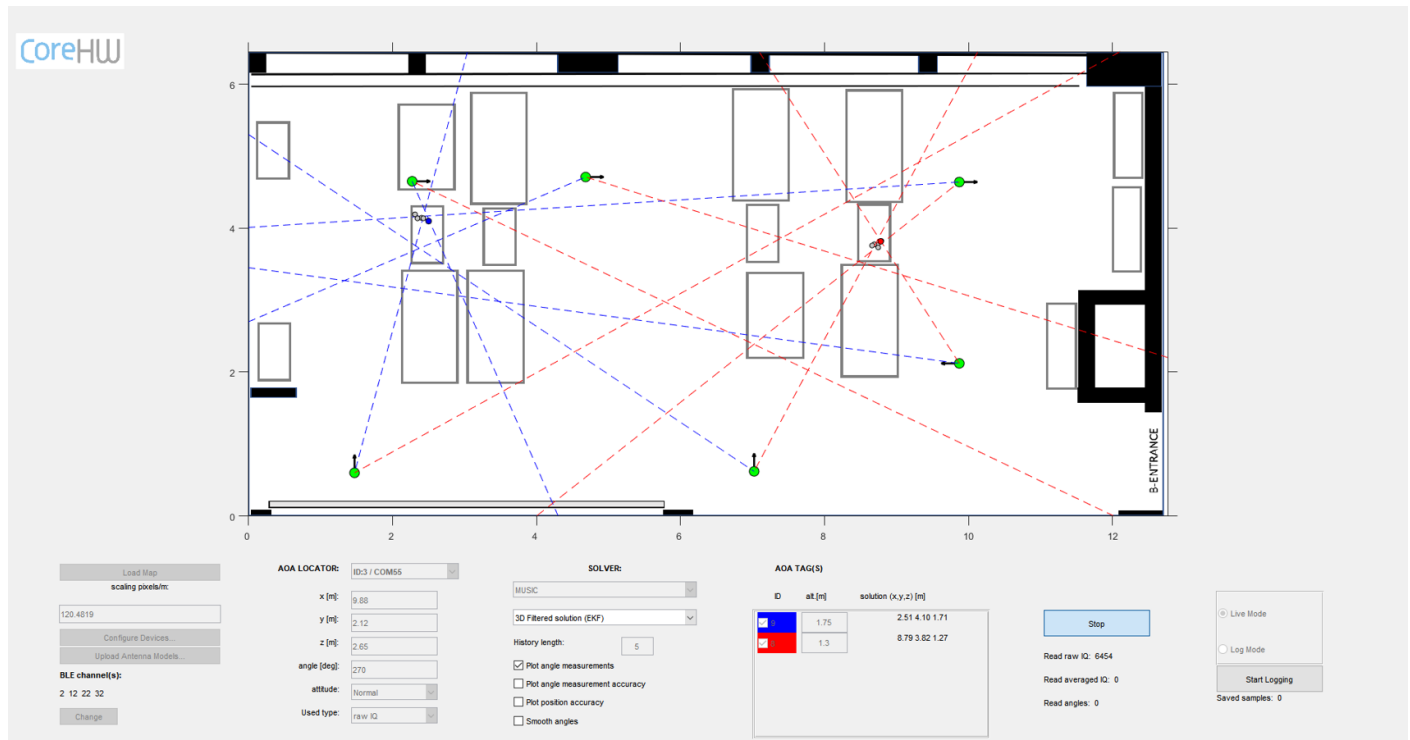 CoreHW
6
4
2
0
0 2 4 6 8 10 12
B-ENTRANCE
Load Map
scaling pixels/m:
120.4819
Configure Devices...
Upload Antenna Models...
BLE channel(s):
2 12 22 32
Change
AOA LOCATOR: ID:3 / COM55
x [m]: 9.88
y [m]: 2.12
z [m]: 2.65
angle [deg]: 270
attitude: Normal
Used type: raw IQ
SOLVER:
MUSIC
3D Filtered solution (EKF)
History length: 5
Plot angle measurements
Plot angle measurement accuracy
Plot position accuracy
Smooth angles
AOA TAG(S)
ID alt.[m] solution (x,y,z) [m]
9 1.75 2.51 4.10 1.71
1.3 8.79 3.82 1.27
Stop
Read raw IQ: 6454
Read averaged IQ: 0
Read angles: 0
Live Mode
Log Mode
Start Logging
Saved samples: 0